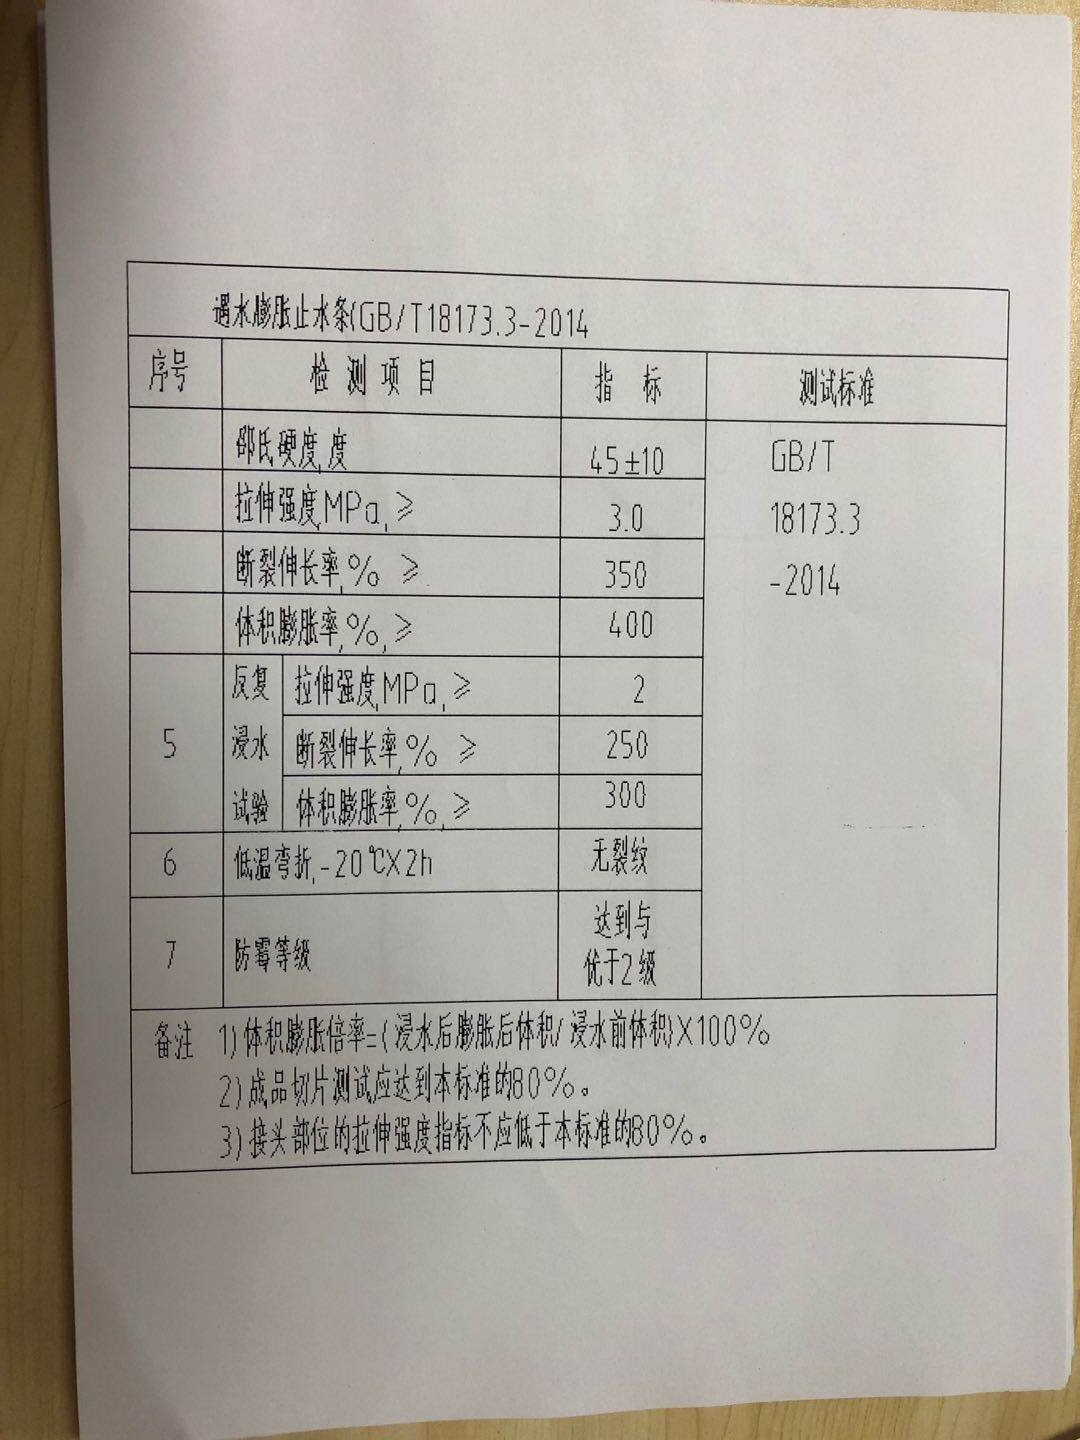 遇水膨胀止水条(GB/T18173.3-2014
序号 检测项目 指标 测试标准
邵氏硬度,度 45±10 GB/T
拉伸强度,MPa,≥ 3.0 18173.3
断裂伸长率,% ≥ 350 -2014
体积膨胀率,%,≥ 400
反复 拉伸强度,MPa,≥ 2
5 浸水 断裂伸长率,% ≥ 250
试验 体积膨胀率,%,≥ 300
6 低温弯折,-20℃X2h 无裂纹
达到与
7 防霉等级
优于2级
备注 1)体积膨胀倍率=(浸水后膨胀后体积/浸水前体积)X100%
2)成品切片测试应达到本标准的80%。
3)接头部位的拉伸强度指标不应低于本标准的80%。